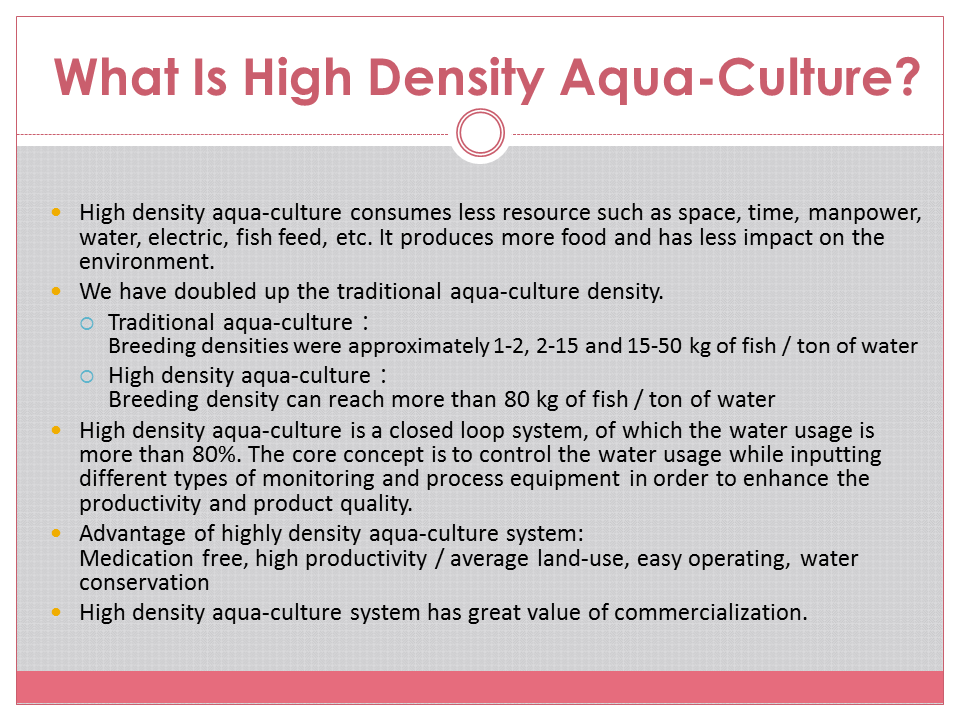 What Is High Density Aqua-Culture?
High density aqua-culture consumes less resource such as space, time, manpower,
water, electric, fish feed, etc. It produces more food and has less impact on the
environment.
We have doubled up the traditional aqua-culture density.
Traditional aqua-culture：
Breeding densities were approximately 1-2, 2-15 and 15-50 kg of fish / ton of water
High density aqua-culture：
Breeding density can reach more than 80 kg of fish / ton of water
High density aqua-culture is a closed loop system, of which the water usage is
more than 80%. The core concept is to control the water usage while inputting
different types of monitoring and process equipment in order to enhance the
productivity and product quality.
Advantage of highly density aqua-culture system:
Medication free, high productivity / average land-use, easy operating, water
conservation
High density aqua-culture system has great value of commercialization.